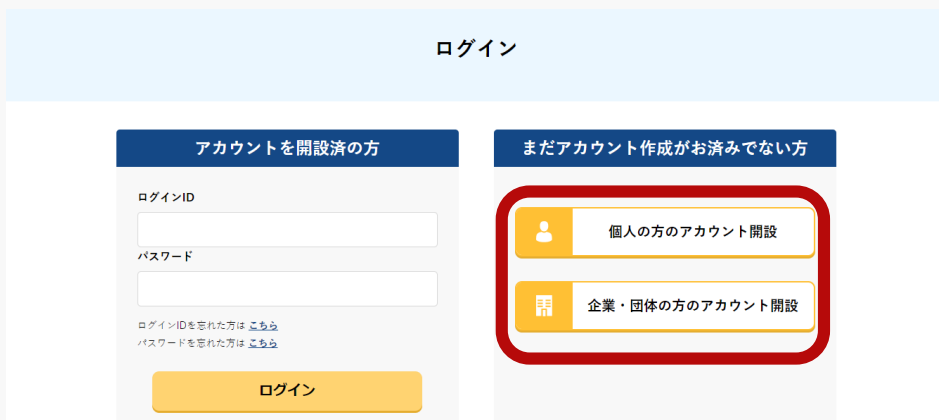 ログイン
アカウントを開設済の方
ログインID
パスワード
ログインIDを忘れた方は こちら
パスワードを忘れた方は こちら
ログイン
まだアカウント作成がお済みでない方
個人の方のアカウント開設
企業・団体の方のアカウント開設